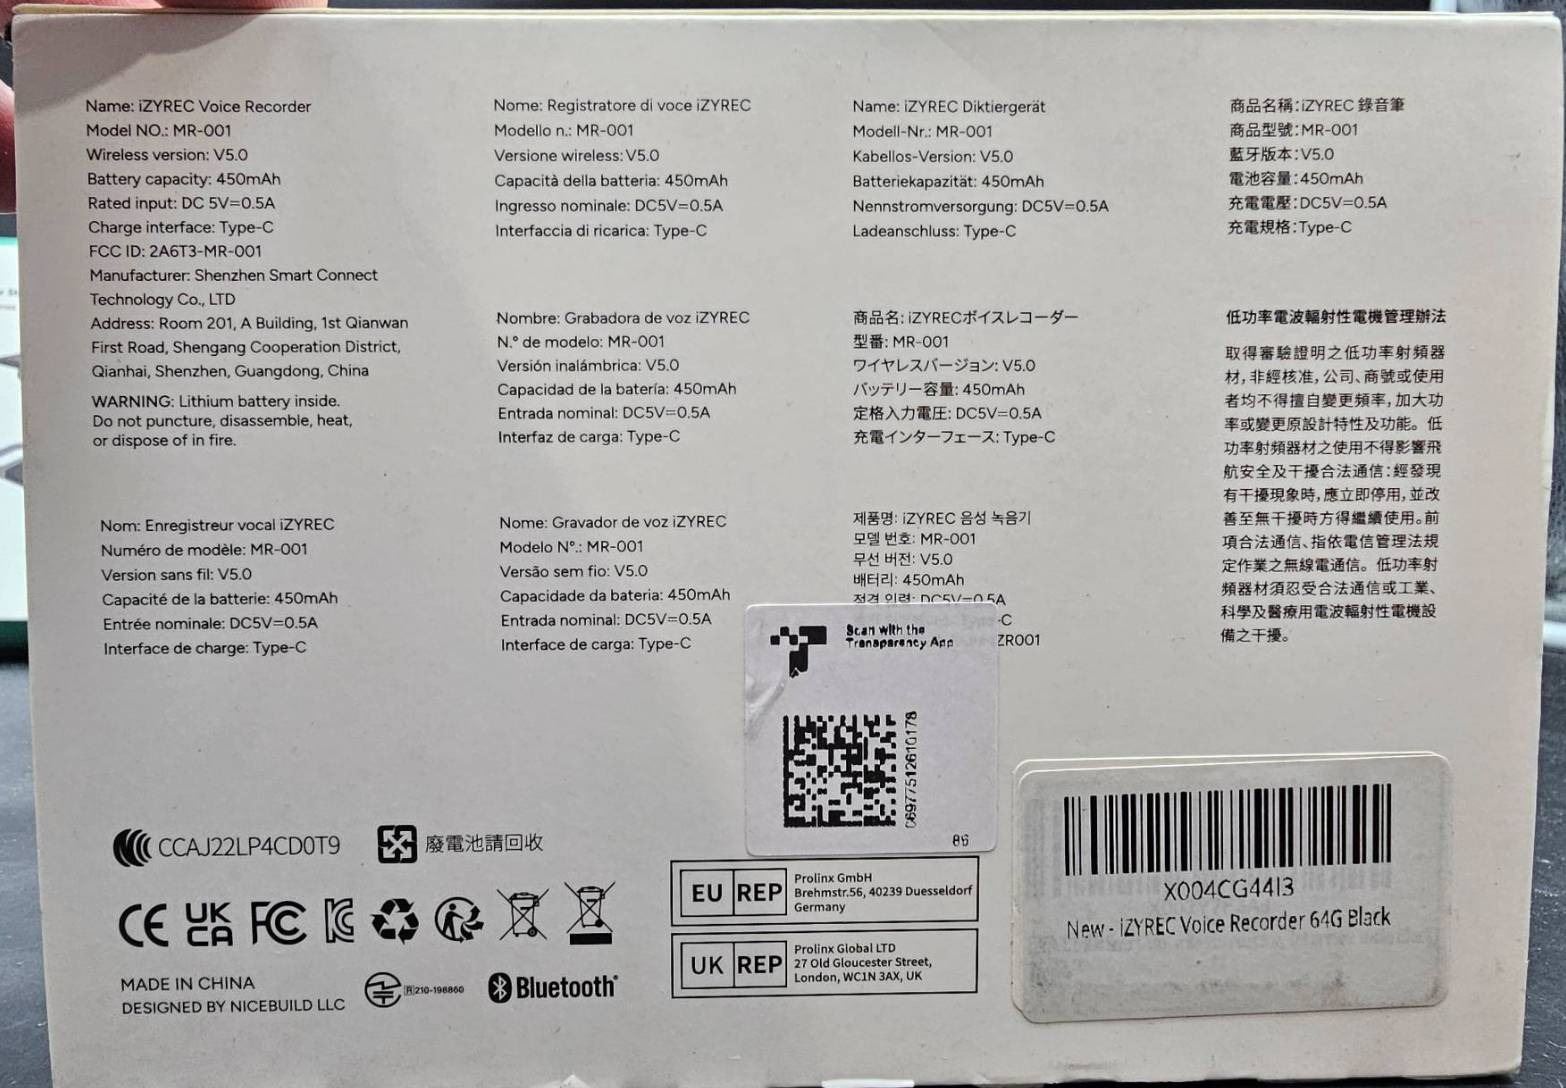 Name: iZYREC Voice Recorder
Model NO.: MR-001
Wireless version: V5.0
Battery capacity: 450mAh
Rated input: DC 5V=0.5A
Charge interface: Type-C
FCC ID: 2A6T3-MR-001
Manufacturer: Shenzhen Smart Connect
Technology Co., LTD
Address: Room 201, A Building, 1st Qianwan
First Road, Shengang Cooperation District,
Qianhai, Shenzhen, Guangdong, China
WARNING: Lithium battery inside.
Do not puncture, disassemble, heat,
or dispose of in fire.
Nome: Registratore di voce iZYREC
Modello n.: MR-001
Versione wireless: V5.0
Capacità della batteria: 450mAh
Ingresso nominale: DC5V=0.5A
Interfaccia di ricarica: Type-C
Name: iZYREC Diktiergerät
Modell-Nr.: MR-001
Kabellos-Version: V5.0
Batteriekapazität: 450mAh
Nennstromversorgung: DC5V=0.5A
Ladeanschluss: Type-C
商品名稱:iZYREC 錄音筆
商品型號:MR-001
藍牙版本:V5.0
電池容量:450mAh
充電電壓:DC5V=0.5A
充電規格:Type-C
Nombre: Grabadora de voz iZYREC
N.° de modelo: MR-001
Versión inalámbrica: V5.0
Capacidad de la batería: 450mAh
Entrada nominal: DC5V=0.5A
Interfaz de carga: Type-C
商品名: iZYRECボイスレコーダー
型番: MR-001
ワイヤレスバージョン: V5.0
バッテリー容量: 450mAh
定格入力電圧: DC5V=0.5A
充電インターフェース: Type-C
低功率電波輻射性電機管理辦法
取得審驗證明之低功率射頻器
材,非經核准,公司、商號或使用
者均不得擅自變更頻率,加大功
率或變更原設計特性及功能。低
功率射頻器材之使用不得影響飛
航安全及干擾合法通信:經發現
有干擾現象時,應立即停用,並改
善至無干擾時方得繼續使用。前
項合法通信、指依電信管理法規
定作業之無線電通信。低功率射
頻器材須忍受合法通信或工業、
科學及醫療用電波輻射性電機設
備之干擾。
Nom: Enregistreur vocal iZYREC
Numéro de modèle: MR-001
Version sans fil: V5.0
Capacité de la batterie: 450mAh
Entrée nominale: DC5V=0.5A
Interface de charge: Type-C
Nome: Gravador de voz iZYREC
Modelo N°.: MR-001
Versão sem fio: V5.0
Capacidade da bateria: 450mAh
Entrada nominal: DC5V=0.5A
Interface de carga: Type-C
제품명: iZYREC 음성 녹음기
모델 번호: MR-001
무선 버전: V5.0
배터리: 450mAh
정격 입력: DC5V=0.5A
-C
ZR001
Scan with the
Transparency App
06977512610178
86
CCAJ22LP4CD0T9
廢電池請回收
CE UK CA FC
MADE IN CHINA
DESIGNED BY NICEBUILD LLC
R 210-198860
Bluetooth®
EU REP
Prolinx GmbH
Brehmstr.56, 40239 Duesseldorf
Germany
UK REP
Prolinx Global LTD
27 Old Gloucester Street,
London, WC1N 3AX, UK
X004CG44I3
New - iZYREC Voice Recorder 64G Black